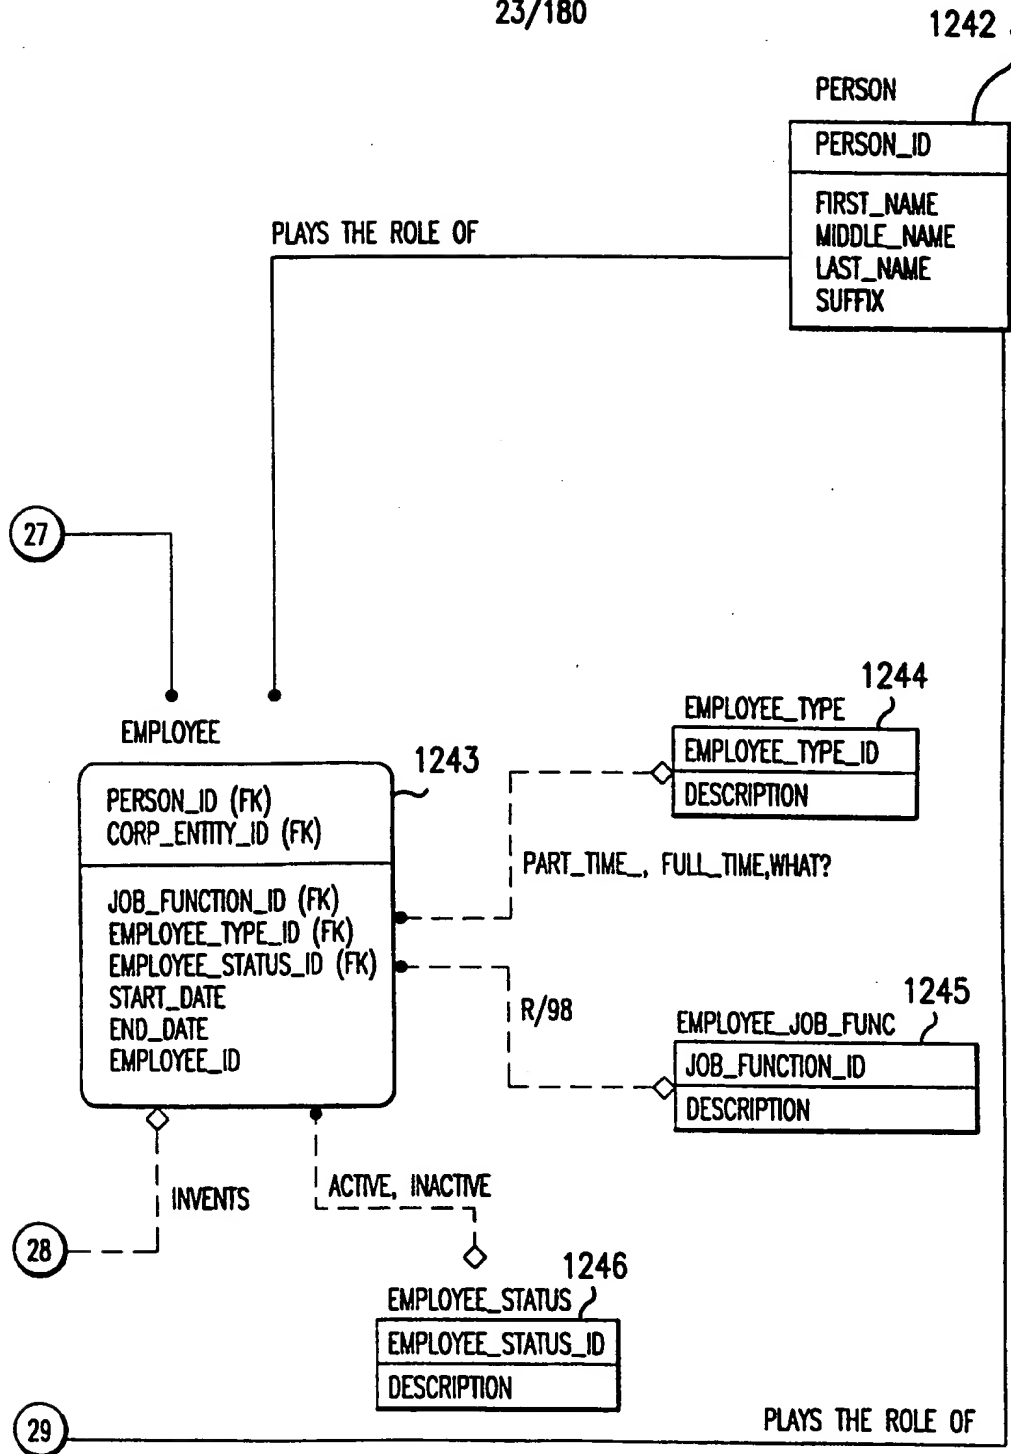 23/180
1242
PERSON
PERSON_ID
FIRST_NAME
MIDDLE_NAME
LAST_NAME
SUFFIX
PLAYS THE ROLE OF
27
EMPLOYEE
1243
PERSON_ID (FK)
CORP_ENTITY_ID (FK)
JOB_FUNCTION_ID (FK)
EMPLOYEE_TYPE_ID (FK)
EMPLOYEE_STATUS_ID (FK)
START_DATE
END_DATE
EMPLOYEE_ID
1244
EMPLOYEE_TYPE
EMPLOYEE_TYPE_ID
DESCRIPTION
PART_TIME_, FULL_TIME,WHAT?
R/98
1245
EMPLOYEE_JOB_FUNC
JOB_FUNCTION_ID
DESCRIPTION
INVENTS
ACTIVE, INACTIVE
28
1246
EMPLOYEE_STATUS
EMPLOYEE_STATUS_ID
DESCRIPTION
29
PLAYS THE ROLE OF